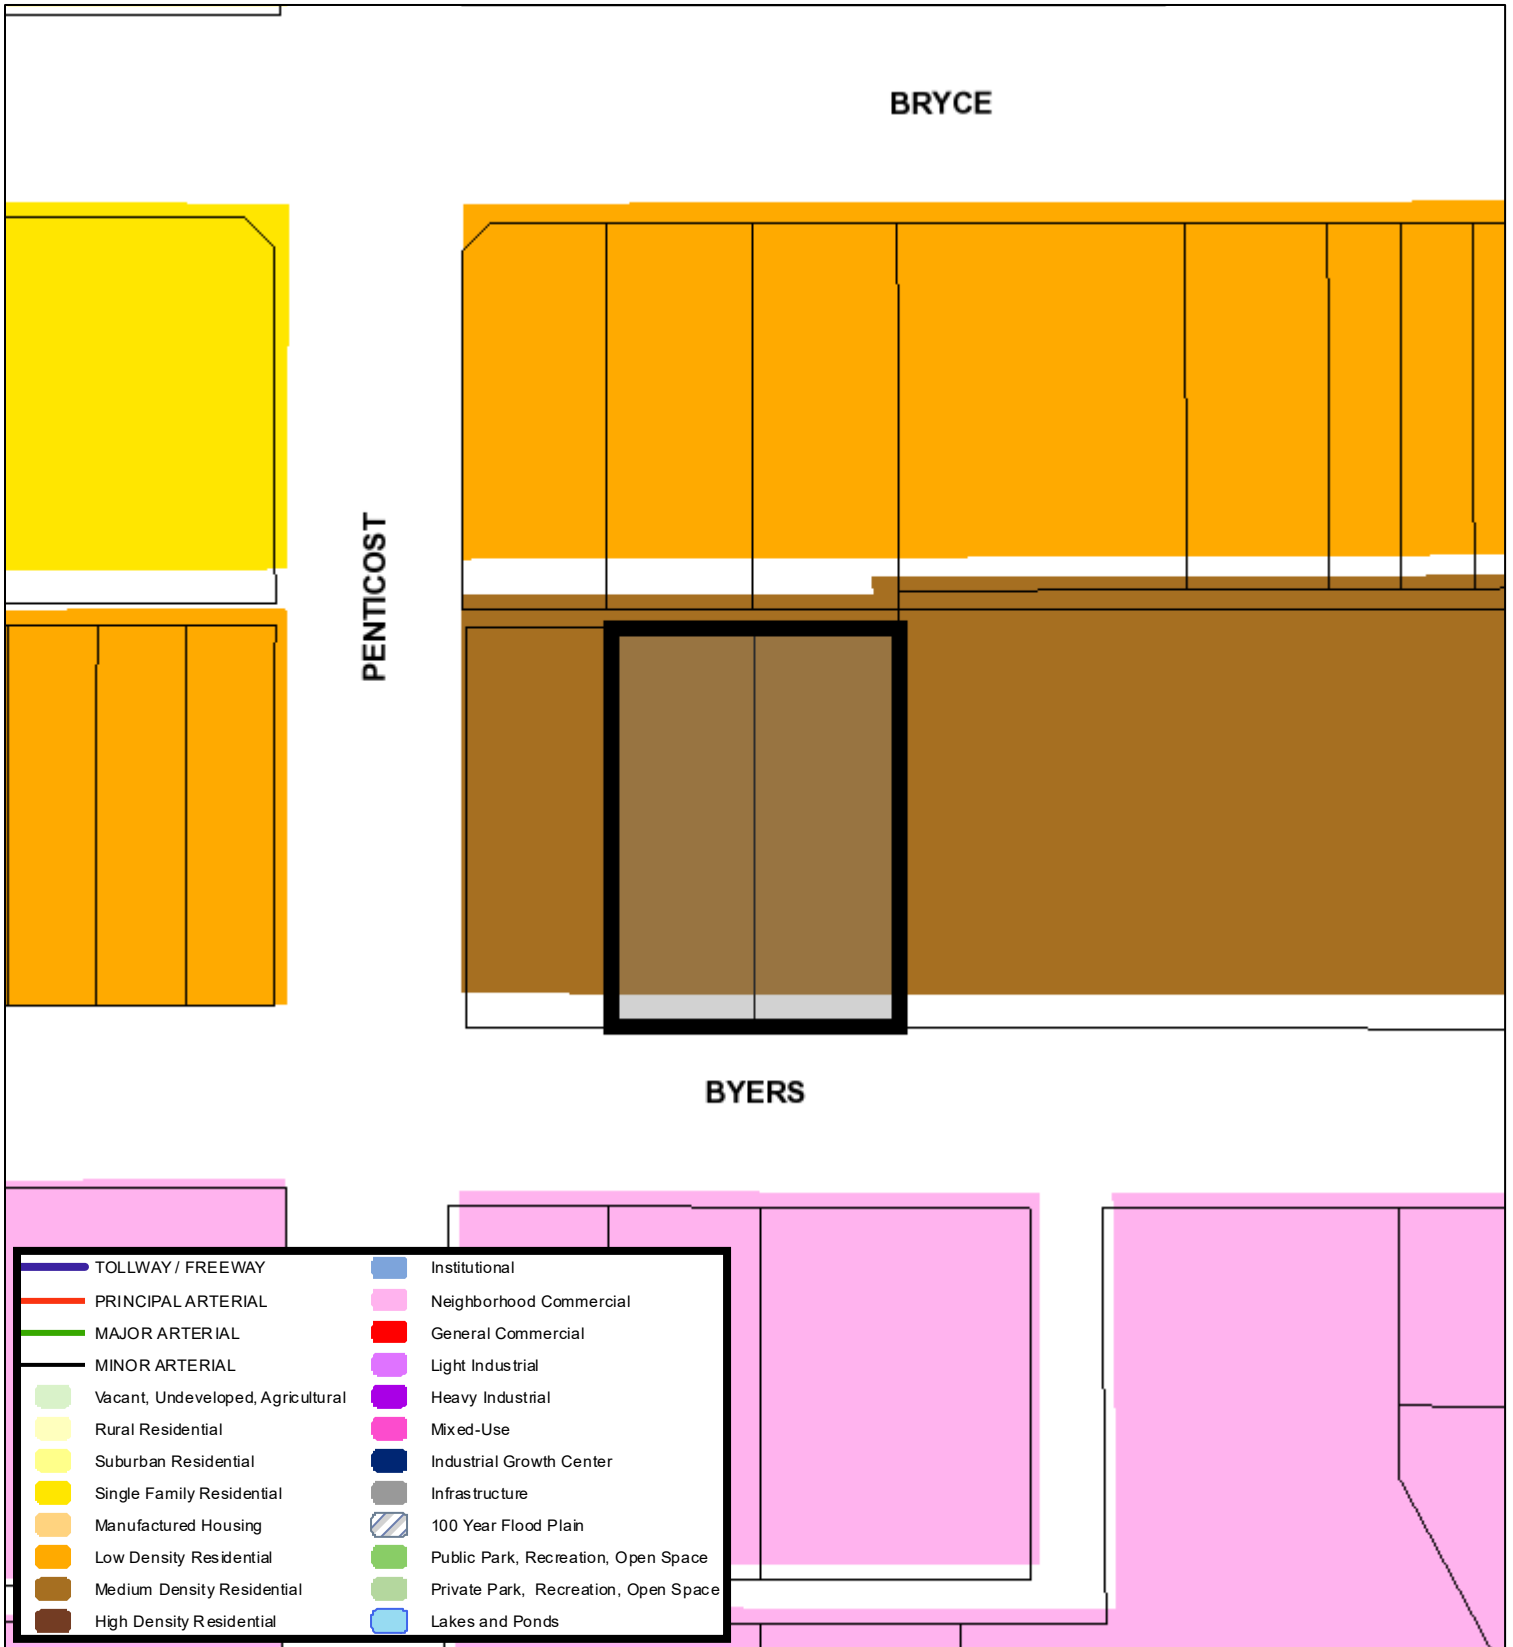 BRYCE
PENTICOST
BYERS
TOLLWAY / FREEWAY
PRINCIPAL ARTERIAL
MAJOR ARTERIAL
MINOR ARTERIAL
Vacant, Undeveloped, Agricultural
Rural Residential
Suburban Residential
Single Family Residential
Manufactured Housing
Low Density Residential
Medium Density Residential
High Density Residential
Institutional
Neighborhood Commercial
General Commercial
Light Industrial
Heavy Industrial
Mixed-Use
Industrial Growth Center
Infrastructure
100 Year Flood Plain
Public Park, Recreation, Open Space
Private Park, Recreation, Open Space
Lakes and Ponds